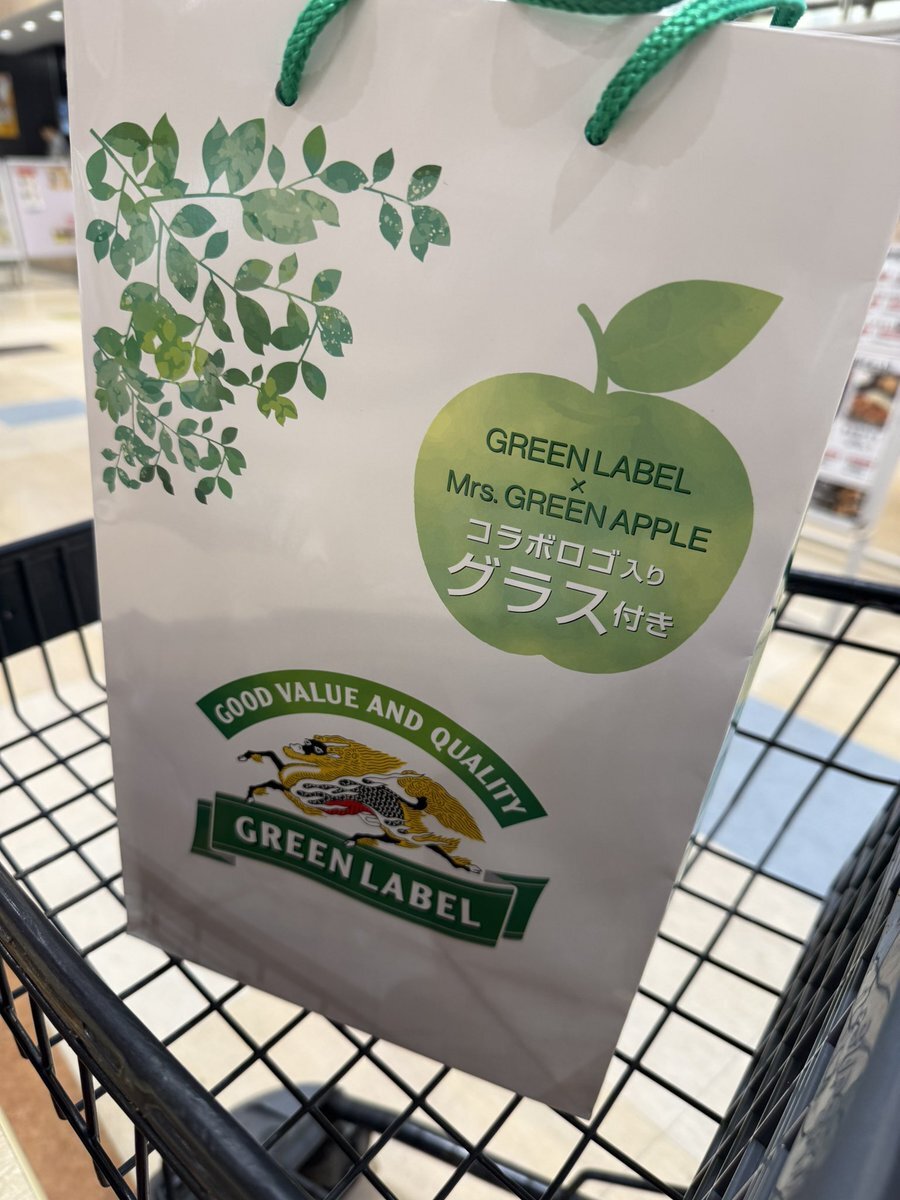 GREEN LABEL
×
Mrs. GREEN APPLE
コラボロゴ入り
グラス付き
GOOD VALUE AND QUALITY
GREEN LABEL